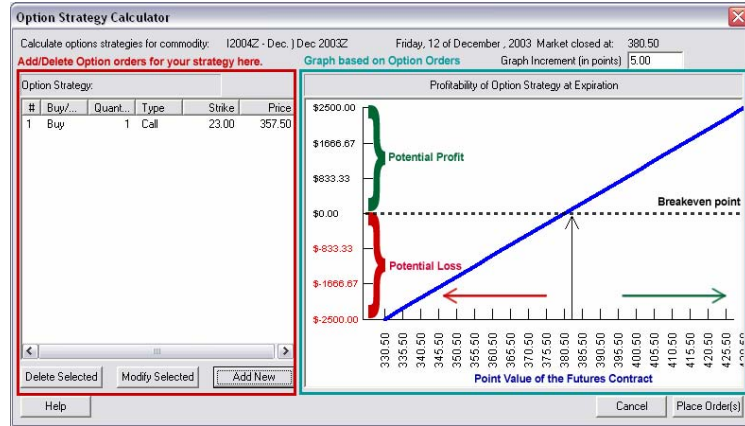 Option Strategy Calculator
Calculate options strategies for commodity: I2004Z - Dec. ) Dec 2003Z Friday, 12 of December , 2003 Market closed at: 380.50
Add/Delete Option orders for your strategy here. Graph based on Option Orders Graph Increment (in points) 5.00
Option Strategy:
# Buy/... Quant... Type Strike Price
1 Buy 1 Call 23.00 357.50
Delete Selected Modify Selected Add New
Profitability of Option Strategy at Expiration
$2500.00
$1666.67
Potential Profit
$833.33
Breakeven point
$0.00
$-833.33
Potential Loss
$-1666.67
$-2500.00
330.50 335.50 340.50 345.50 350.50 355.50 360.50 365.50 370.50 375.50 380.50 385.50 390.50 395.50 400.50 405.50 410.50 415.50 420.50 425.50
Point Value of the Futures Contract
Help Cancel Place Order(s)